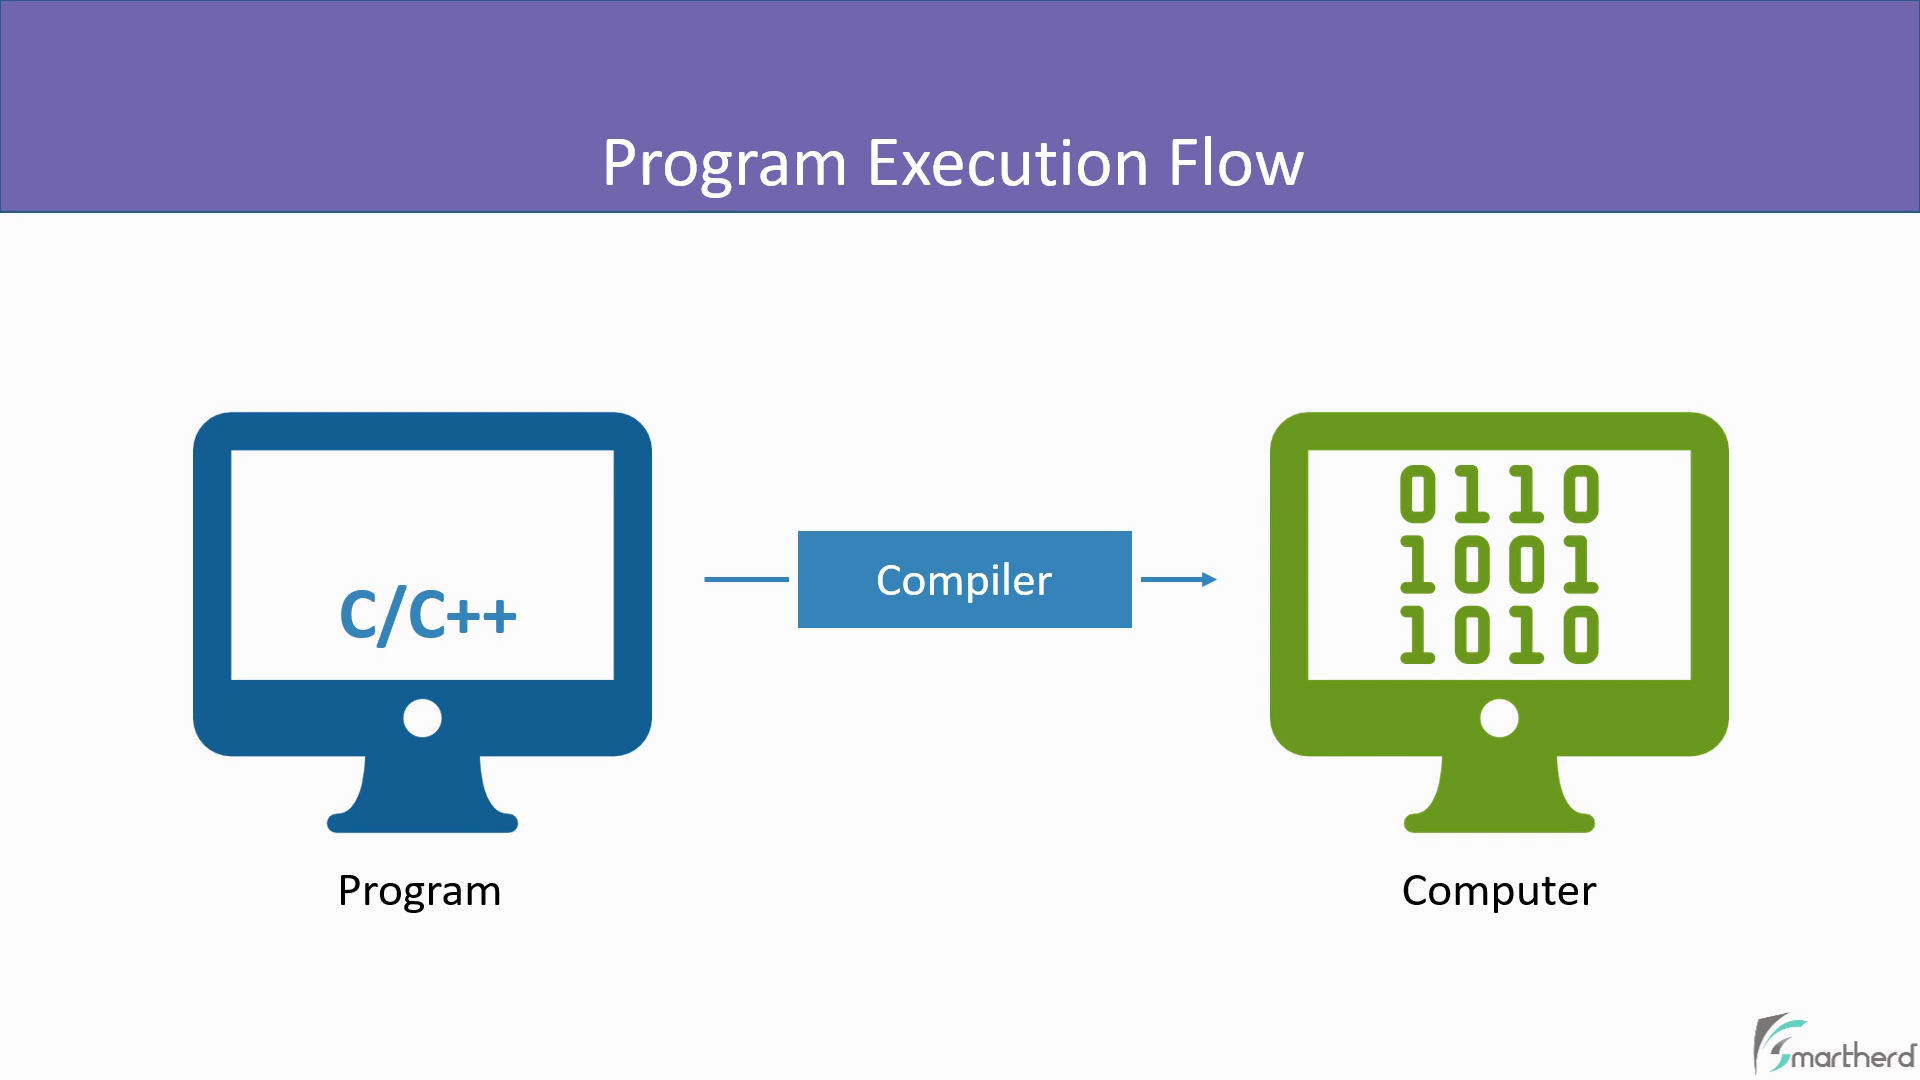 Program Execution Flow
C/C++
Compiler
0110
1001
1010
Program
Computer
Smartherd